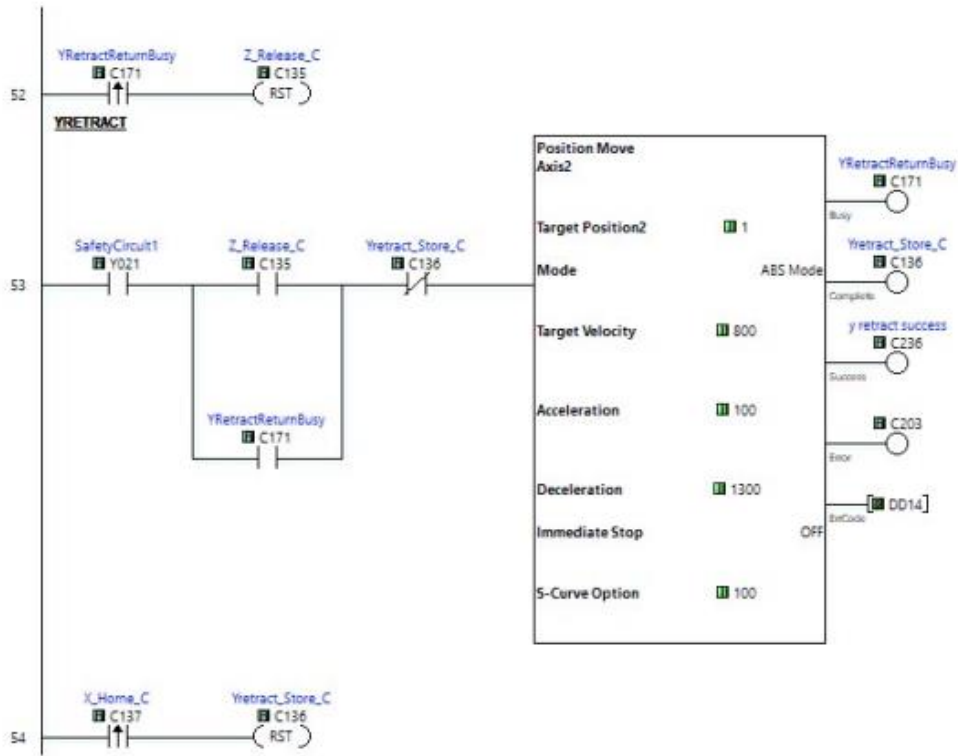 YRetractReturnBusy
C171
Z_Release_C
C135
52
RST
YRETRACT
Position Move
Axis2
YRetractReturnBusy
C171
Busy
Target Position2 1
SafetyCircuit1
Y021
Z_Release_C
C135
Yretract_Store_C
C136
Yretract_Store_C
C136
53
Mode ABS Mode
Complete
Target Velocity 800
y retract success
C236
Success
YRetractReturnBusy
C171
Acceleration 100
C203
Error
Deceleration 1300
DD14
ErrCode
Immediate Stop OFF
S-Curve Option 100
X_Home_C
C137
Yretract_Store_C
C136
54
RST